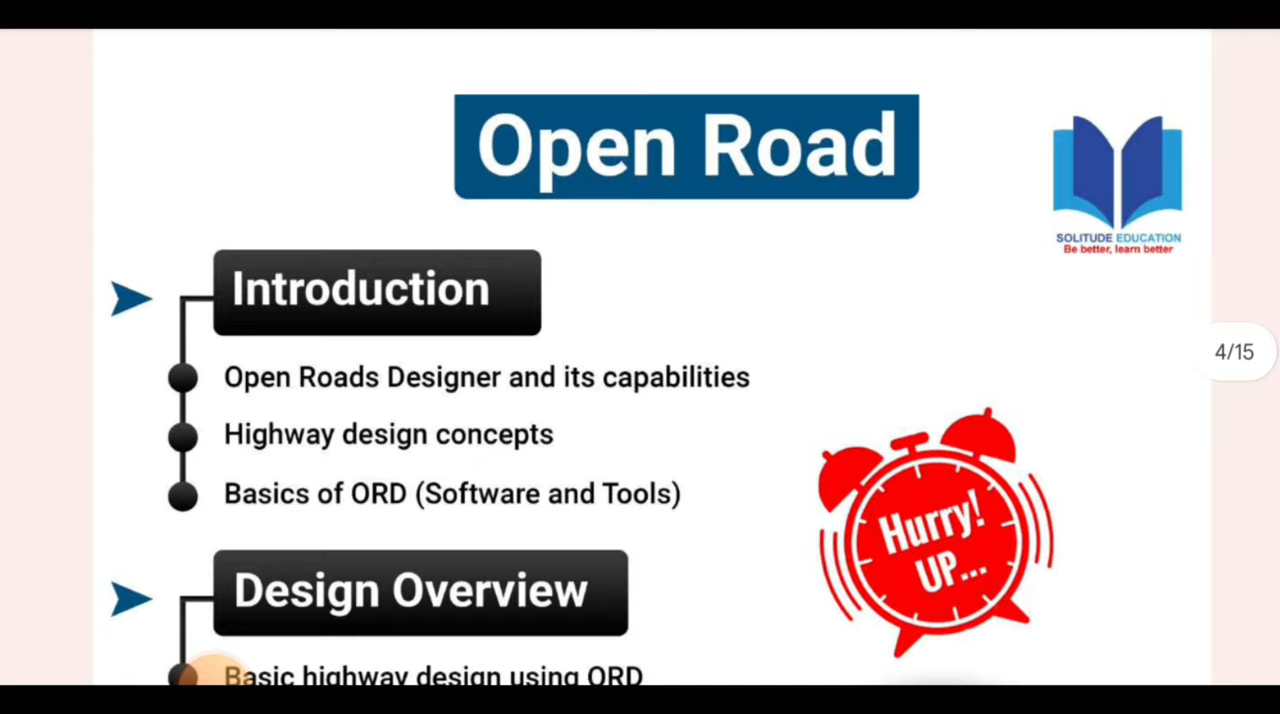 Open Road
SOLITUDE EDUCATION
Be better, learn better
Introduction
Open Roads Designer and its capabilities
Highway design concepts
Basics of ORD (Software and Tools)
4/15
Hurry!
UP...
Design Overview
Basic highway design using ORD